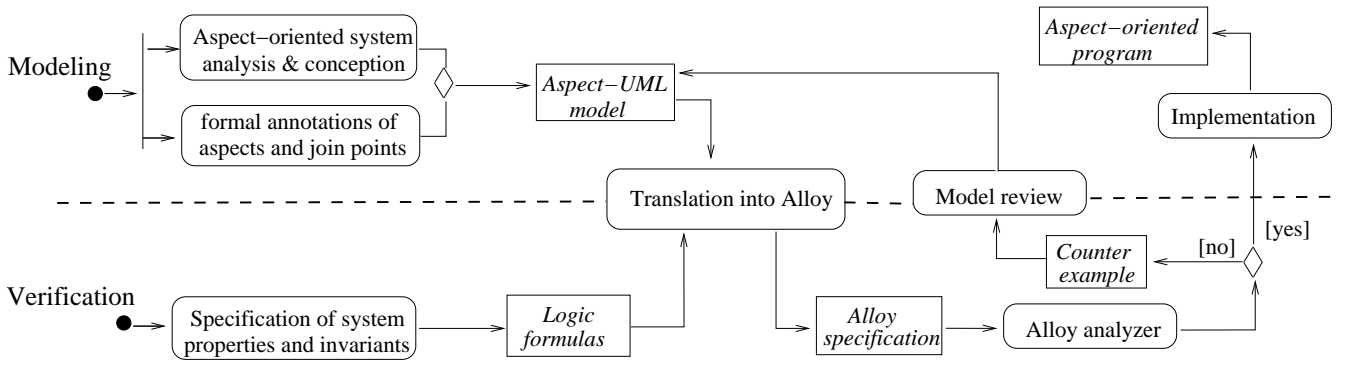 Modeling
Aspect−oriented system
analysis & conception
formal annotations of
aspects and join points
Aspect−UML
model
Aspect−oriented
program
Implementation
Translation into Alloy
Model review
[no]
[yes]
Counter
example
Verification
Specification of system
properties and invariants
Logic
formulas
Alloy
specification
Alloy analyzer